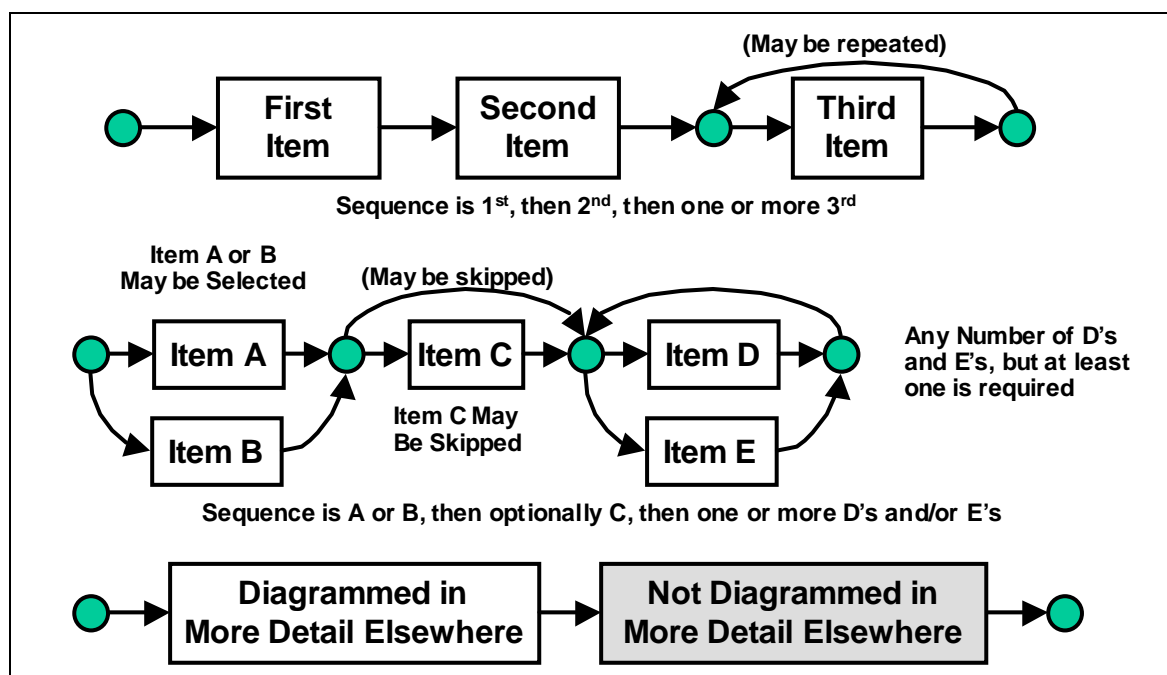 (May be repeated)
First
Item
Second
Item
Third
Item
Sequence is 1st, then 2nd, then one or more 3rd
Item A or B
May be Selected
(May be skipped)
Item A
Item C
Item D
Any Number of D’s
and E’s, but at least
one is required
Item B
Item C May
Be Skipped
Item E
Sequence is A or B, then optionally C, then one or more D’s and/or E’s
Diagrammed in
More Detail Elsewhere
Not Diagrammed in
More Detail Elsewhere